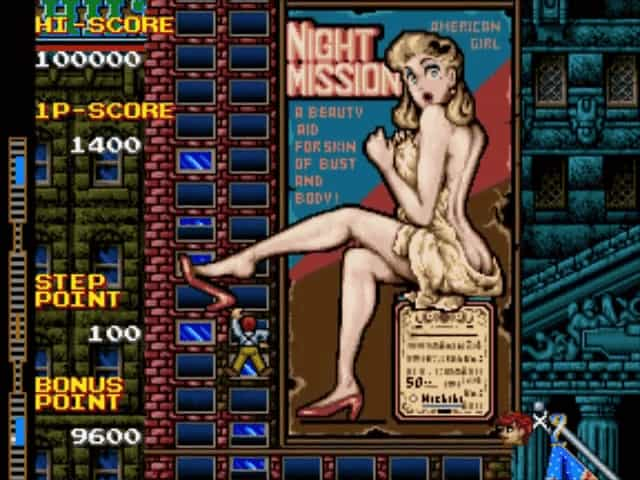 HI-SCORE
100000
1P-SCORE
1400
STEP
POINT
100
BONUS
POINT
9600
NIGHT
MISSION
AMERICAN
GIRL
A BEAUTY
AID
FOR SKIN
OF BUST
AND
BODY!
50